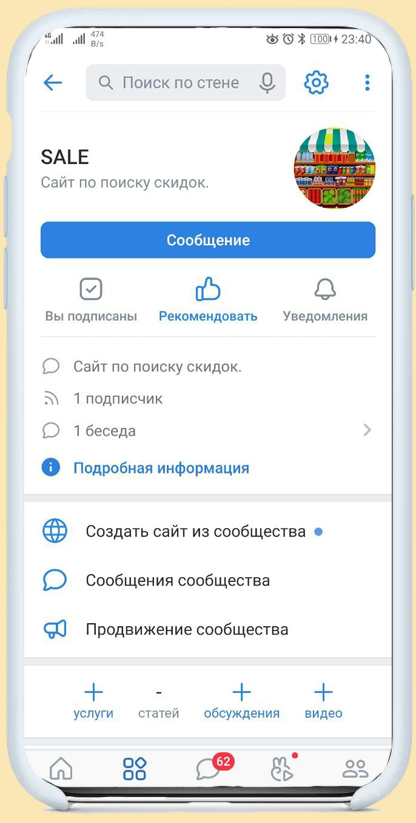 474
B/s
100
23:40
Поиск по стене
SALE
Сайт по поиску скидок.
Сообщение
Вы подписаны
Рекомендовать
Уведомления
Сайт по поиску скидок.
1 подписчик
1 беседа
Подробная информация
Создать сайт из сообщества
Сообщения сообщества
Продвижение сообщества
услуги
- статей
обсуждения
видео
62